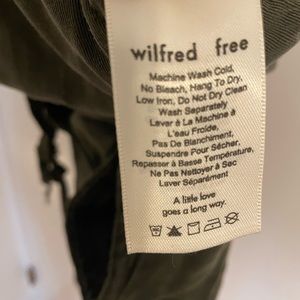 wilfred free
Machine Wash Cold,
No Bleach, Hang To Dry,
Low Iron, Do Not Dry Clean
Wash Separately
Laver à La Machine à
L'eau Froide,
Pas De Blanchiment,
Suspendre Pour Sécher,
Repasser à Basse Température,
Ne Pas Nettoyer à Sac
Laver Séparément
A little love
goes a long way.